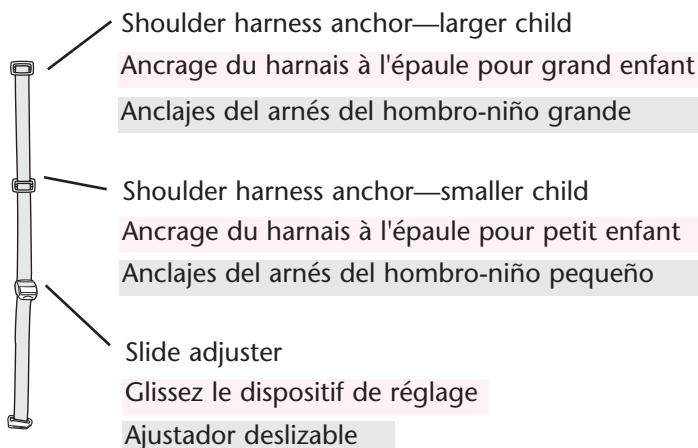 Shoulder harness anchor—larger child
Ancrage du harnais à l'épaule pour grand enfant
Anclajes del arnés del hombro-niño grande
Shoulder harness anchor—smaller child
Ancrage du harnais à l'épaule pour petit enfant
Anclajes del arnés del hombro-niño pequeño
Slide adjuster
Glissez le dispositif de réglage
Ajustador deslizable